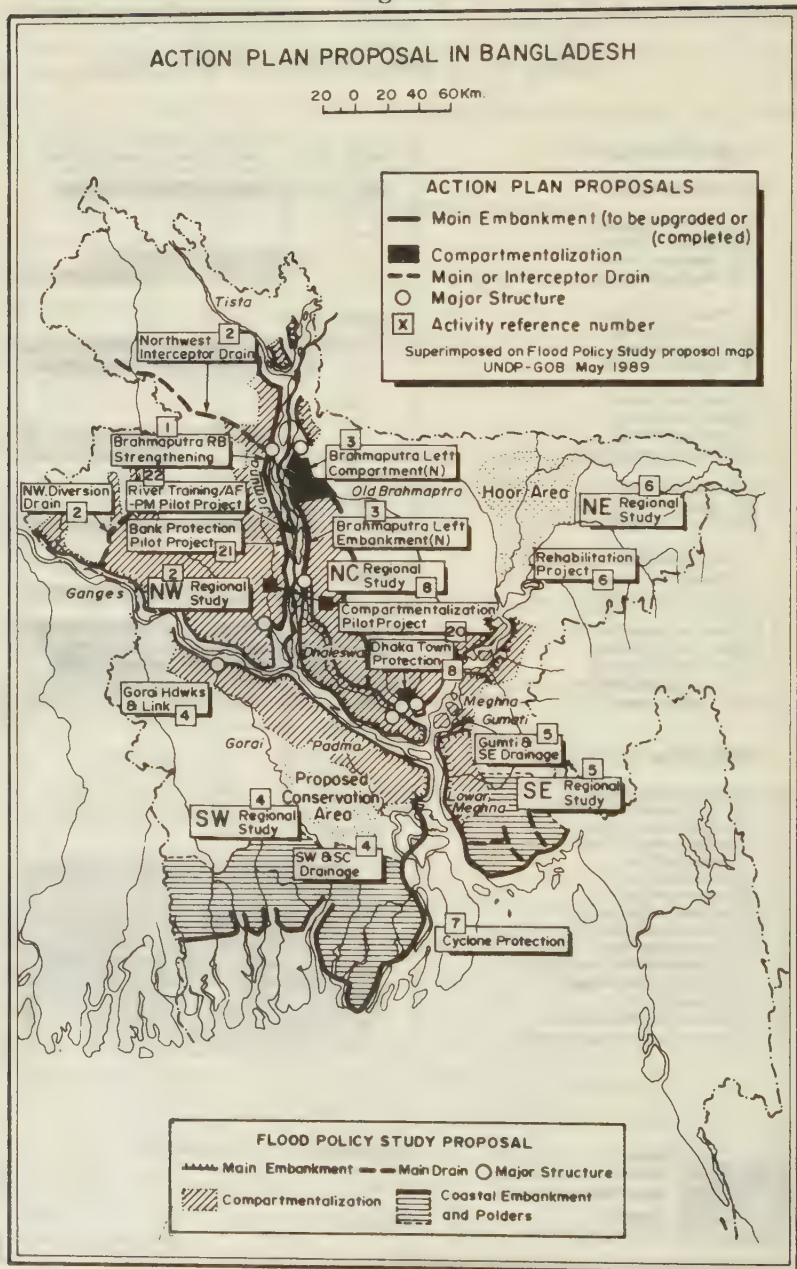 ACTION PLAN PROPOSAL IN BANGLADESH
20 0 20 40 60Km.
ACTION PLAN PROPOSALS
Main Embankment (to be upgraded or
(completed)
Compartmentalization
Main or Interceptor Drain
Major Structure
X Activity reference number
Superimposed on Flood Policy Study proposal map
UNDP-GOB May 1989
Tista
2
Northwest
Interceptor Drain
1
Brahmaputra RB
Strengthening
3
Brahmaputra Left
Compartment(N)
22
River Training/AF
-PM Pilot Project
NW. Diversion
Drain
2
Old Brahmaptra
Haor Area
6
NE Regional
Study
Bank Protection
Pilot Project
21
3
Brahmaputra Left
Embankment(N)
Rehabilitation
Project
6
2
NW Regional
Study
NC Regional
Study
8
Ganges
Compartmentalization
Pilot Project
20
Dhaka Town
Protection
8
Gorai Hdwks
& Link
4
Meghna
Gumati
Gorai
Padma
Gumti &
SE Drainage
5
Proposed
Conservation
Area
Lowar
Meghna
5
SE Regional
Study
4
SW Regional
Study
SW & SC
Drainage
4
7
Cyclone Protection
FLOOD POLICY STUDY PROPOSAL
Main Embankment Main Drain Major Structure
Compartmentalization Coastal Embankment
and Polders